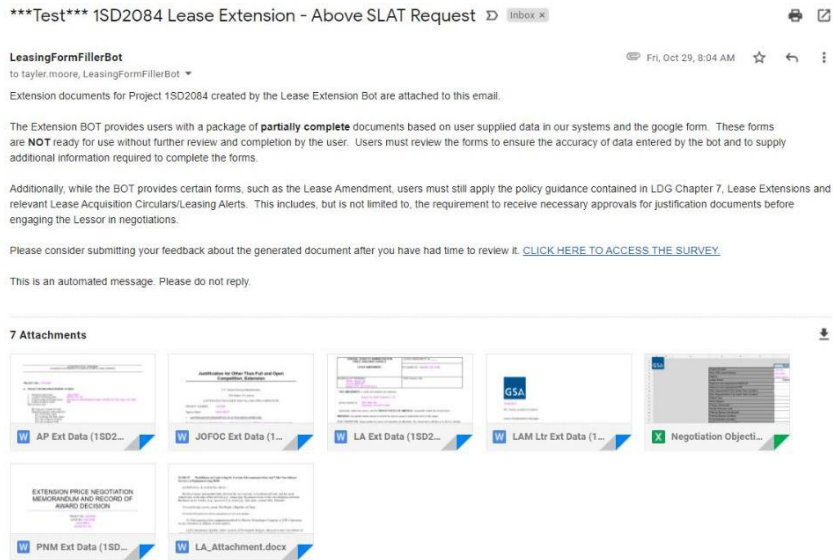 ***Test*** 1SD2084 Lease Extension - Above SLAT Request Inbox ×
LeasingFormFillerBot
Fri, Oct 29, 8:04 AM
to tayler.moore, LeasingFormFillerBot
Extension documents for Project 1SD2084 created by the Lease Extension Bot are attached to this email.
The Extension BOT provides users with a package of partially complete documents based on user supplied data in our systems and the google form. These forms
are NOT ready for use without further review and completion by the user. Users must review the forms to ensure the accuracy of data entered by the bot and to supply
additional information required to complete the forms.
Additionally, while the BOT provides certain forms, such as the Lease Amendment, users must still apply the policy guidance contained in LDG Chapter 7, Lease Extensions and
relevant Lease Acquisition Circulars/Leasing Alerts. This includes, but is not limited to, the requirement to receive necessary approvals for justification documents before
engaging the Lessor in negotiations.
Please consider submitting your feedback about the generated document after you have had time to review it. CLICK HERE TO ACCESS THE SURVEY.
This is an automated message. Please do not reply.
7 Attachments
Justification for Other Than Full and Open
Competition, Extension
LEASE AMENDMENT
GSA
GSA
W AP Ext Data (1SD2...
W JOFOC Ext Data (1...
W LA Ext Data (1SD2...
W LAM Ltr Ext Data (1...
X Negotiation Objecti...
EXTENSION PRICE NEGOTIATION
MEMORANDUM AND RECORD OF
AWARD DECISION
W PNM Ext Data (1SD...
W LA_Attachment.docx